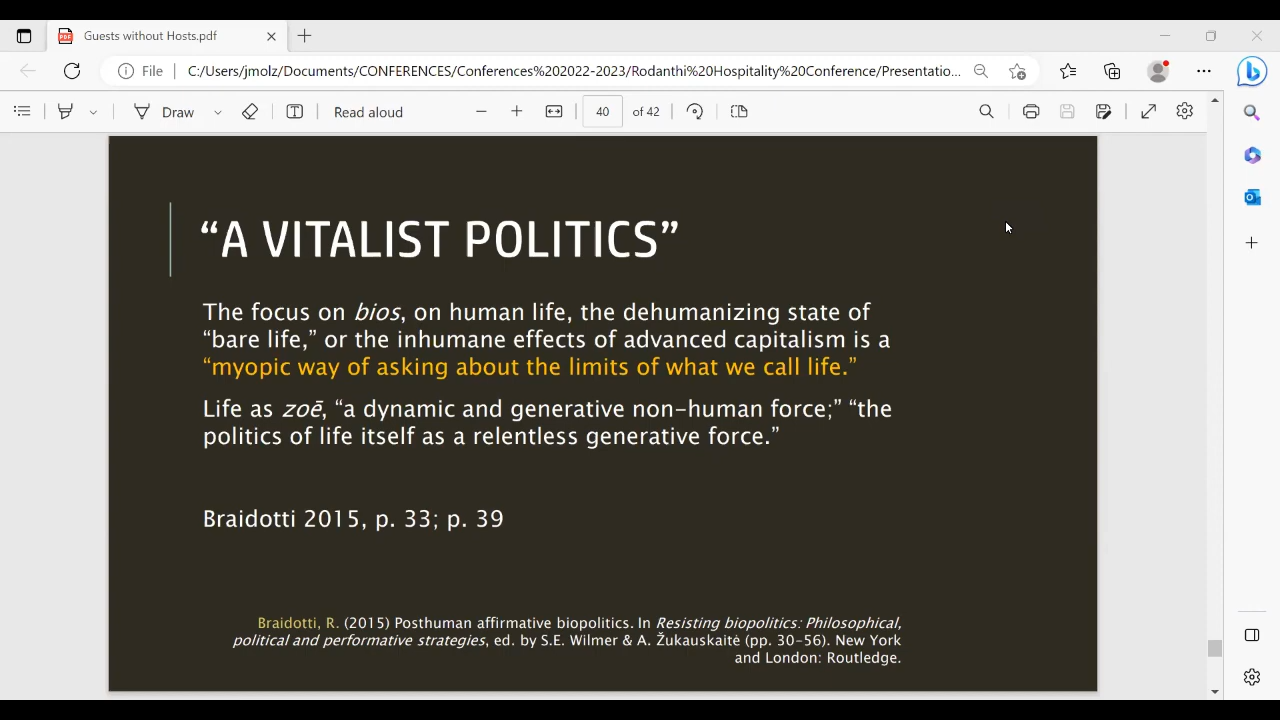 Guests without Hosts.pdf
File
C:/Users/jmolz/Documents/CONFERENCES/Conferences%202022-2023/Rodanthi%20Hospitality%20Conference/Presentatio...
Draw
Read aloud
40
of 42
“A VITALIST POLITICS”
The focus on bios, on human life, the dehumanizing state of
“bare life,” or the inhumane effects of advanced capitalism is a
“myopic way of asking about the limits of what we call life.”
Life as zoē, “a dynamic and generative non-human force;” “the
politics of life itself as a relentless generative force.”
Braidotti 2015, p. 33; p. 39
Braidotti, R. (2015) Posthuman affirmative biopolitics. In Resisting biopolitics: Philosophical,
political and performative strategies, ed. by S.E. Wilmer & A. Žukauskaitė (pp. 30-56). New York
and London: Routledge.